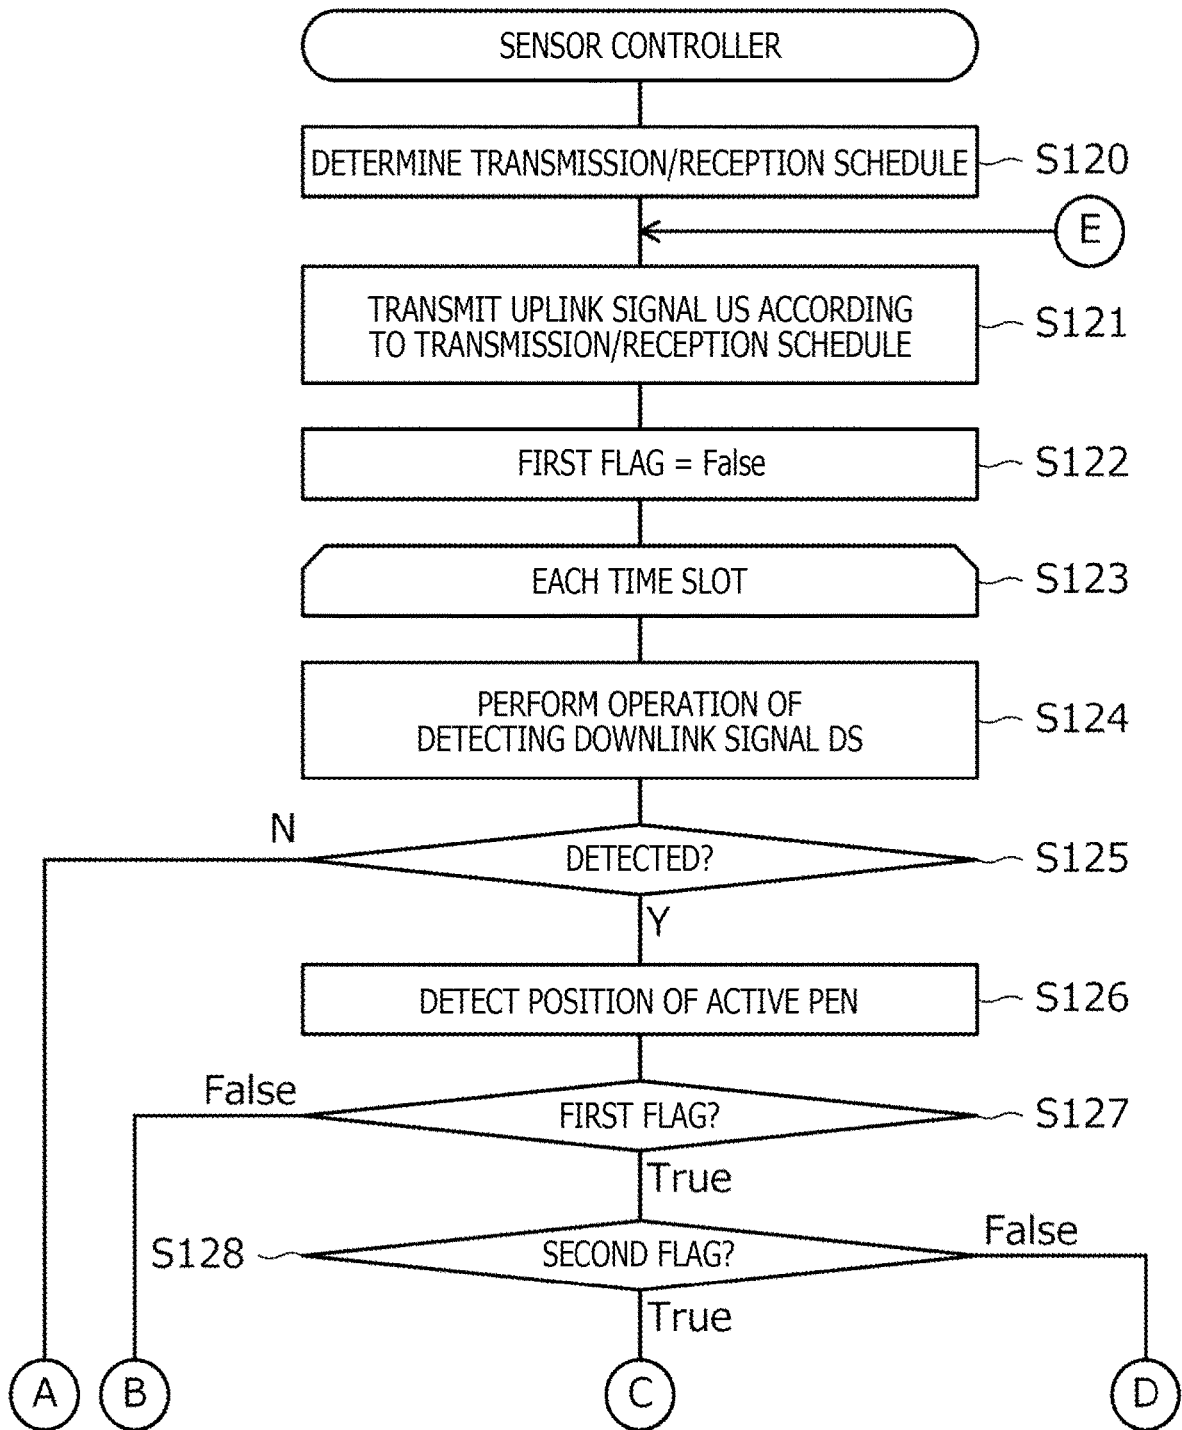 SENSOR CONTROLLER
DETERMINE TRANSMISSION/RECEPTION SCHEDULE
S120
E
TRANSMIT UPLINK SIGNAL US ACCORDING
TO TRANSMISSION/RECEPTION SCHEDULE
S121
FIRST FLAG = False
S122
EACH TIME SLOT
S123
PERFORM OPERATION OF
DETECTING DOWNLINK SIGNAL DS
S124
N
DETECTED?
S125
Y
DETECT POSITION OF ACTIVE PEN
S126
False
FIRST FLAG?
S127
True
S128
SECOND FLAG?
False
True
A
B
C
D